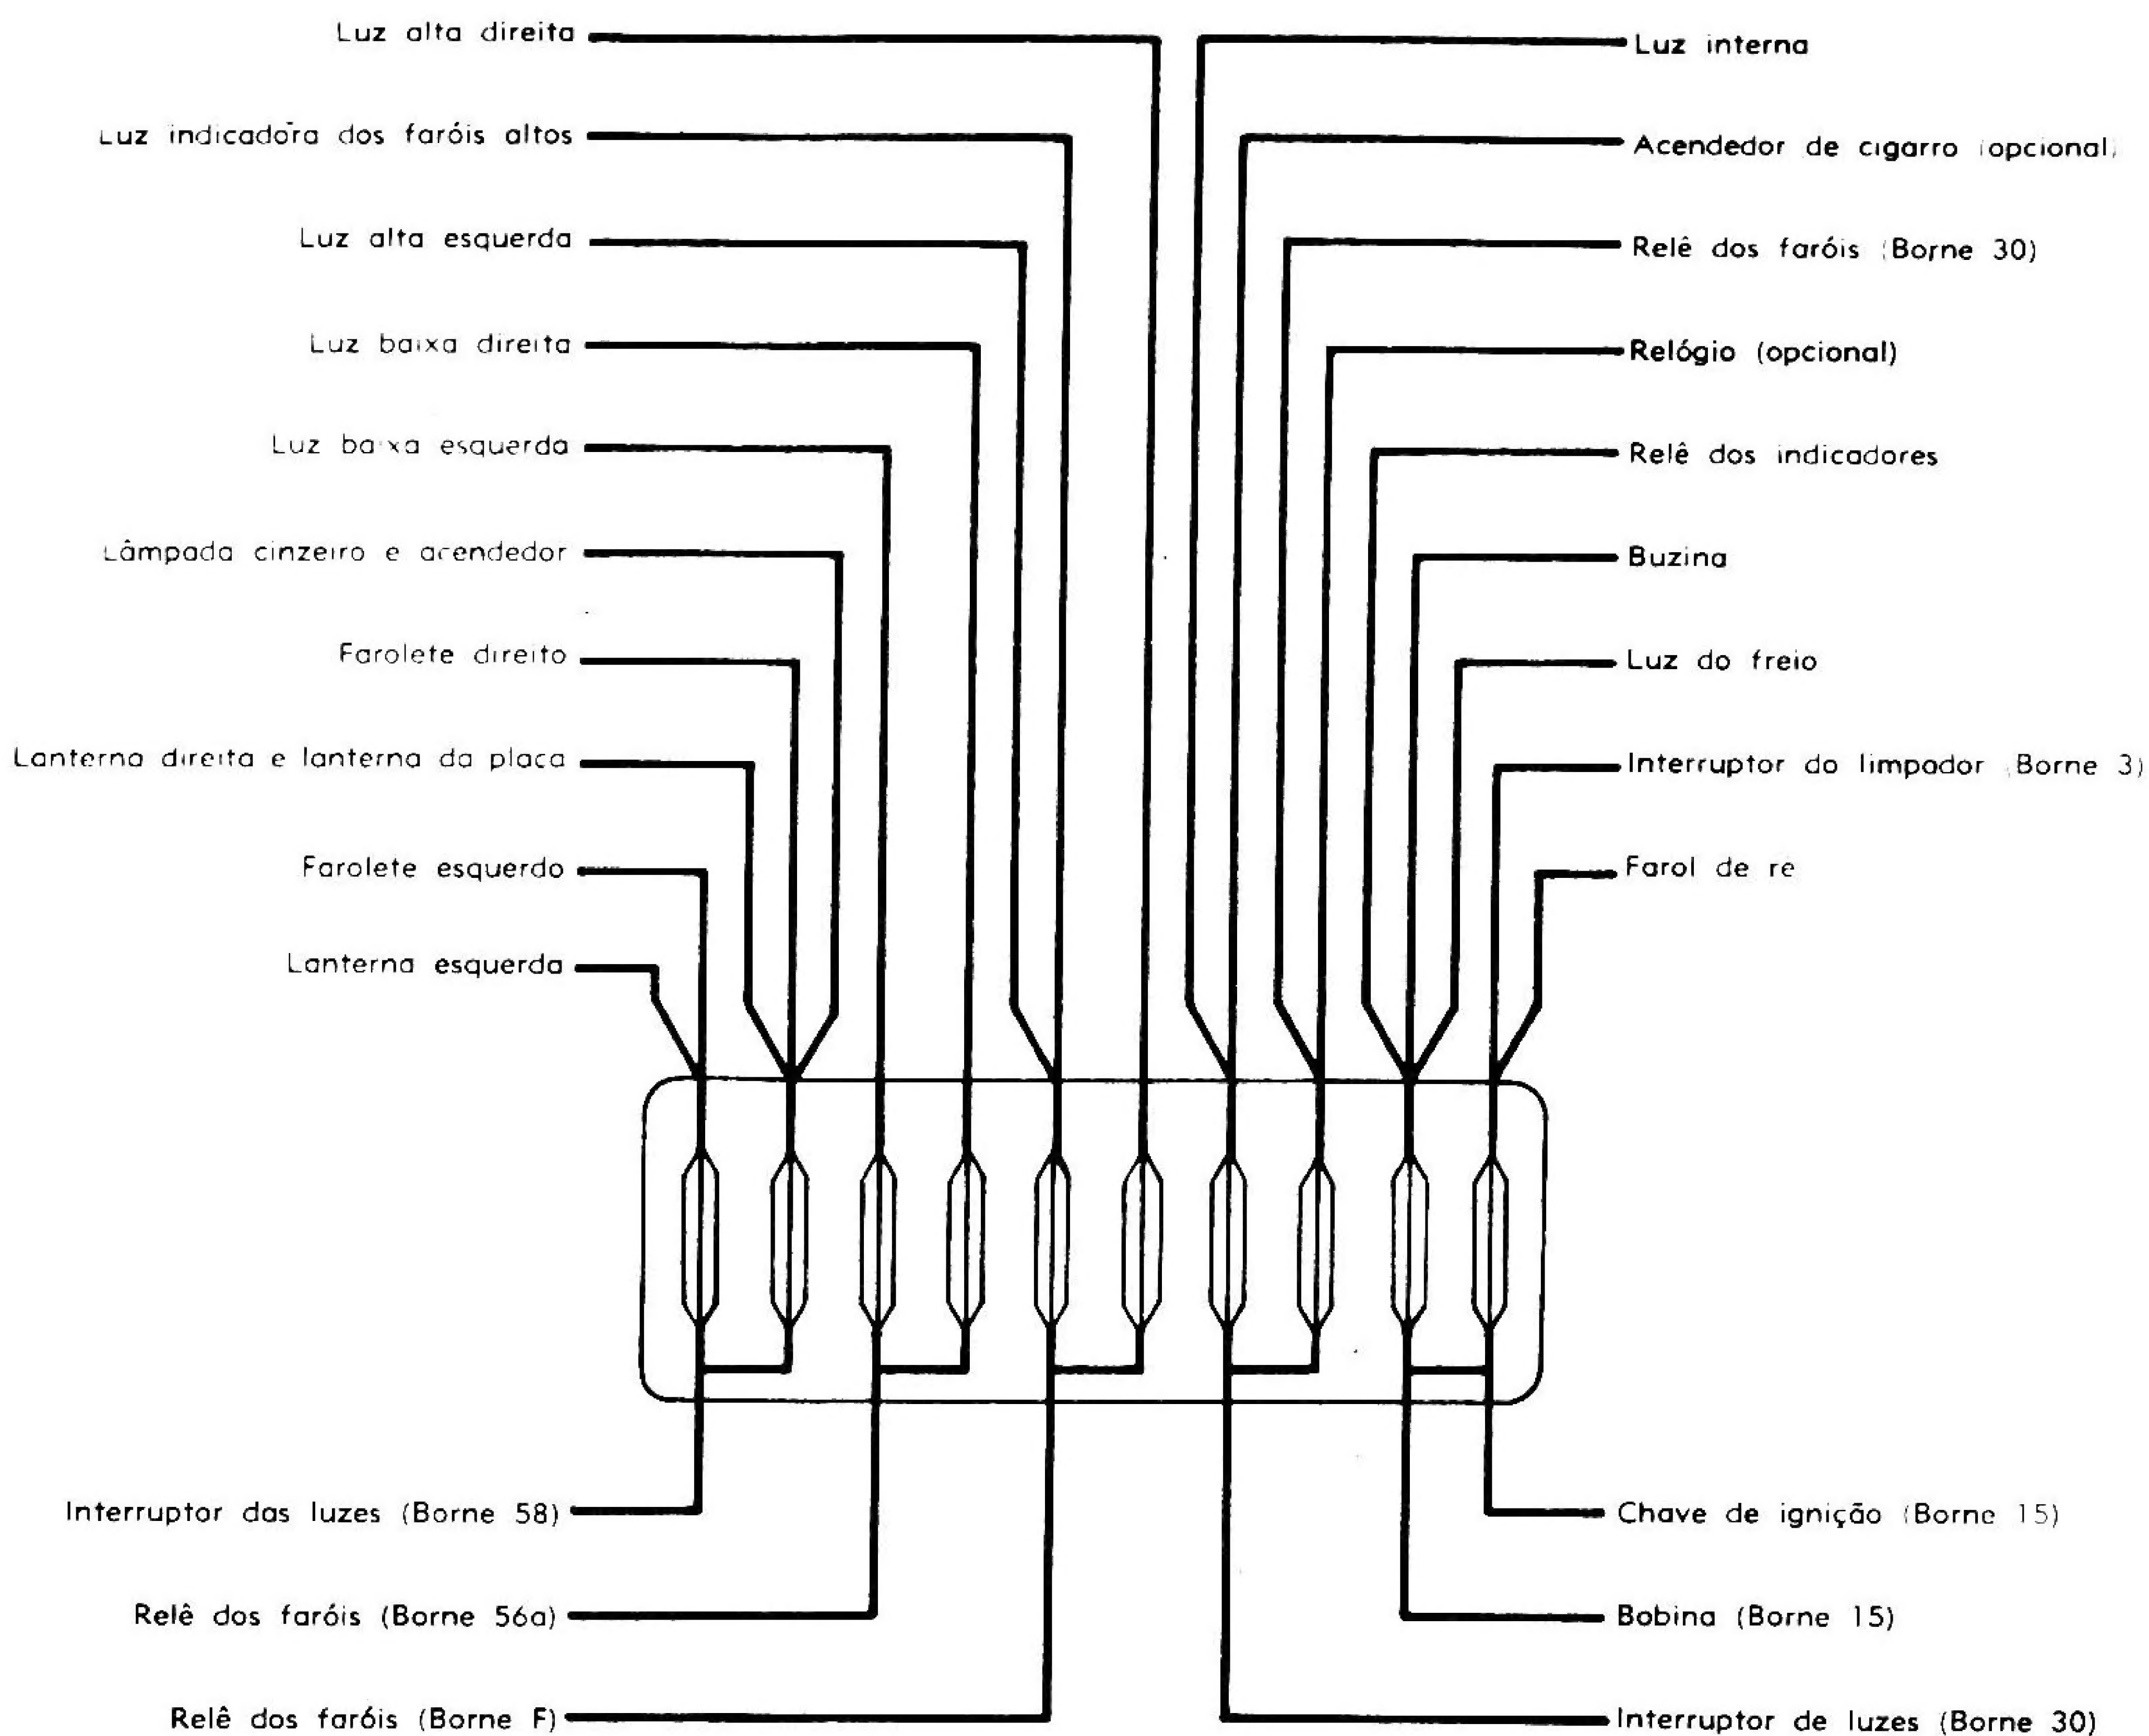 Luz alta direita
Luz indicadora dos faróis altos
Luz alta esquerda
Luz baixa direita
Luz baixa esquerda
Lâmpada cinzeiro e acendedor
Farolete direito
Lanterna direita e lanterna da placa
Farolete esquerdo
Lanterna esquerda
Luz interna
Acendedor de cigarro (opcional)
Relê dos faróis (Borne 30)
Relógio (opcional)
Relê dos indicadores
Buzina
Luz do freio
Interruptor do limpador (Borne 3)
Farol de re
Interruptor das luzes (Borne 58)
Relê dos faróis (Borne 56a)
Relê dos faróis (Borne F)
Chave de ignição (Borne 15)
Bobina (Borne 15)
Interruptor de luzes (Borne 30)